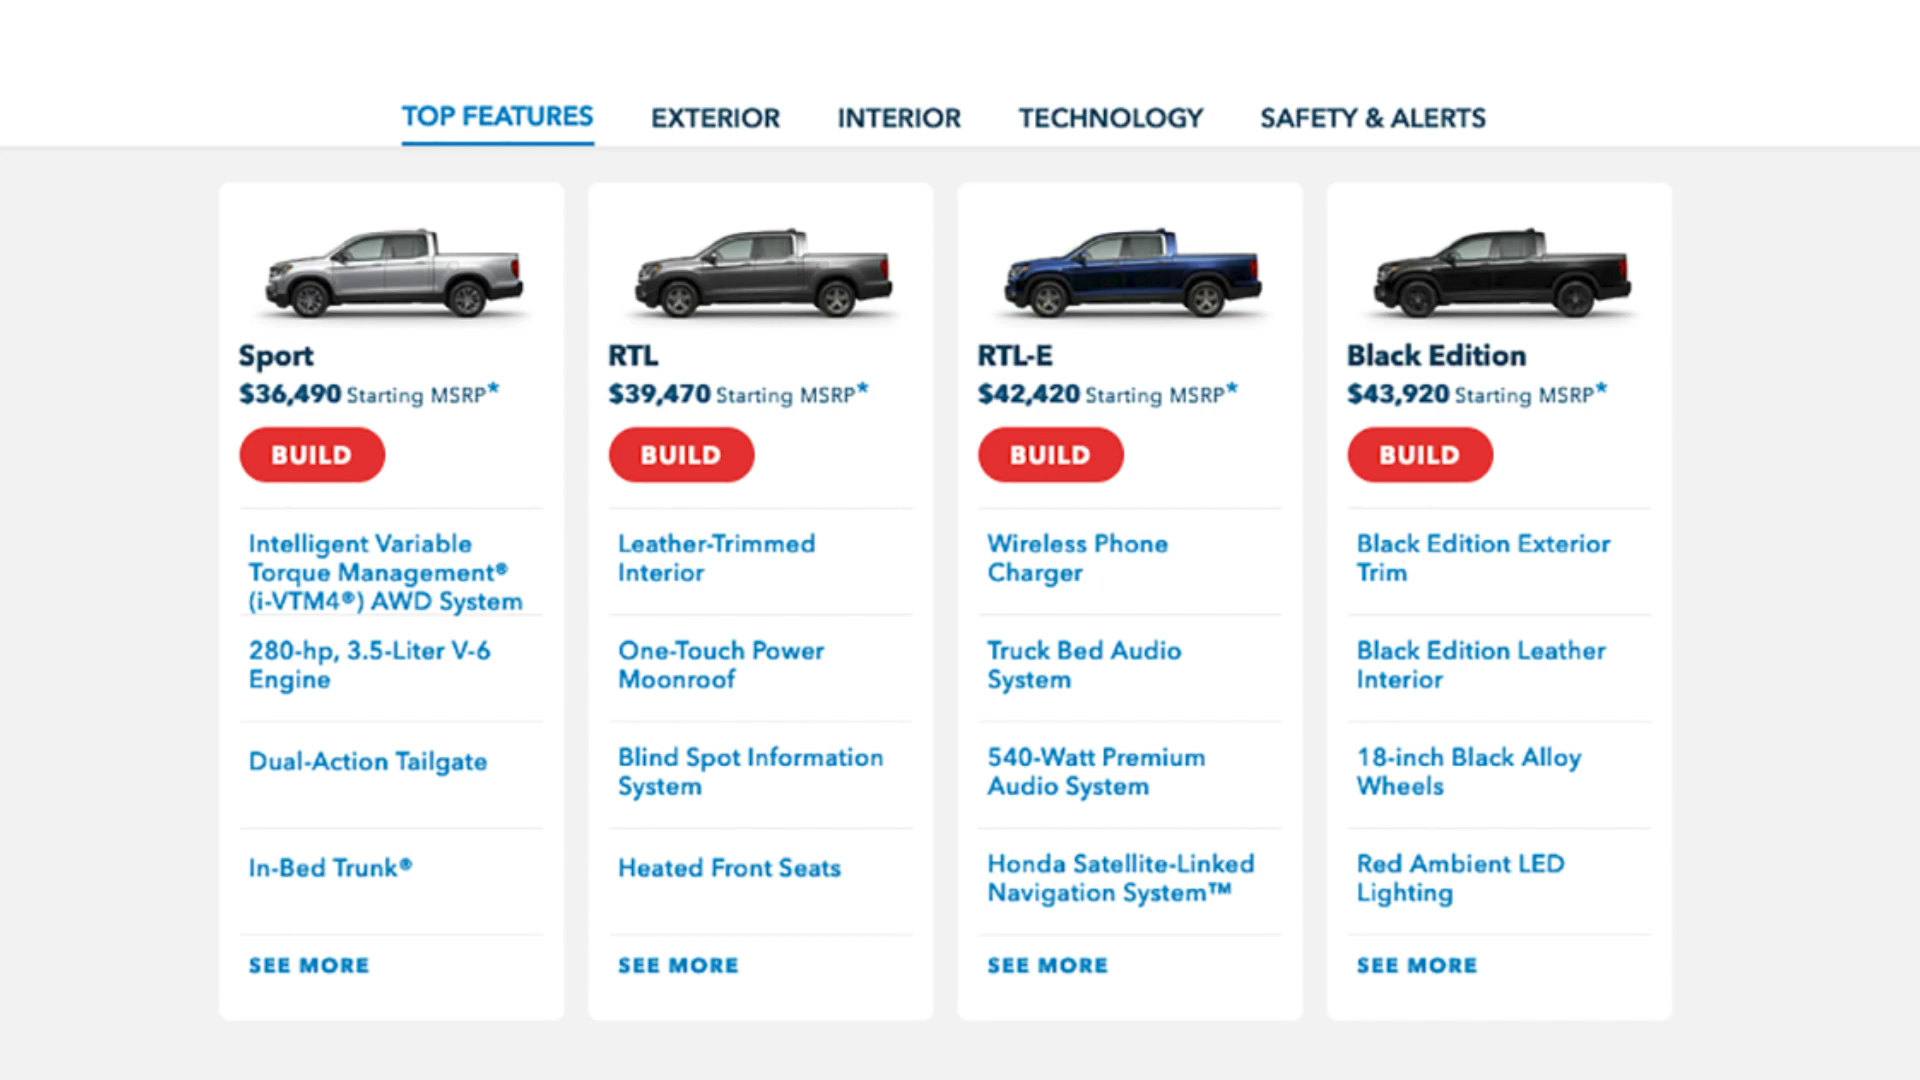 TOP FEATURES EXTERIOR INTERIOR TECHNOLOGY SAFETY & ALERTS
Sport
$36,490 Starting MSRP*
BUILD
Intelligent Variable
Torque Management®
(i-VTM4®) AWD System
280-hp, 3.5-Liter V-6
Engine
Dual-Action Tailgate
In-Bed Trunk®
SEE MORE
RTL
$39,470 Starting MSRP*
BUILD
Leather-Trimmed
Interior
One-Touch Power
Moonroof
Blind Spot Information
System
Heated Front Seats
SEE MORE
RTL-E
$42,420 Starting MSRP*
BUILD
Wireless Phone
Charger
Truck Bed Audio
System
540-Watt Premium
Audio System
Honda Satellite-Linked
Navigation System™
SEE MORE
Black Edition
$43,920 Starting MSRP*
BUILD
Black Edition Exterior
Trim
Black Edition Leather
Interior
18-inch Black Alloy
Wheels
Red Ambient LED
Lighting
SEE MORE